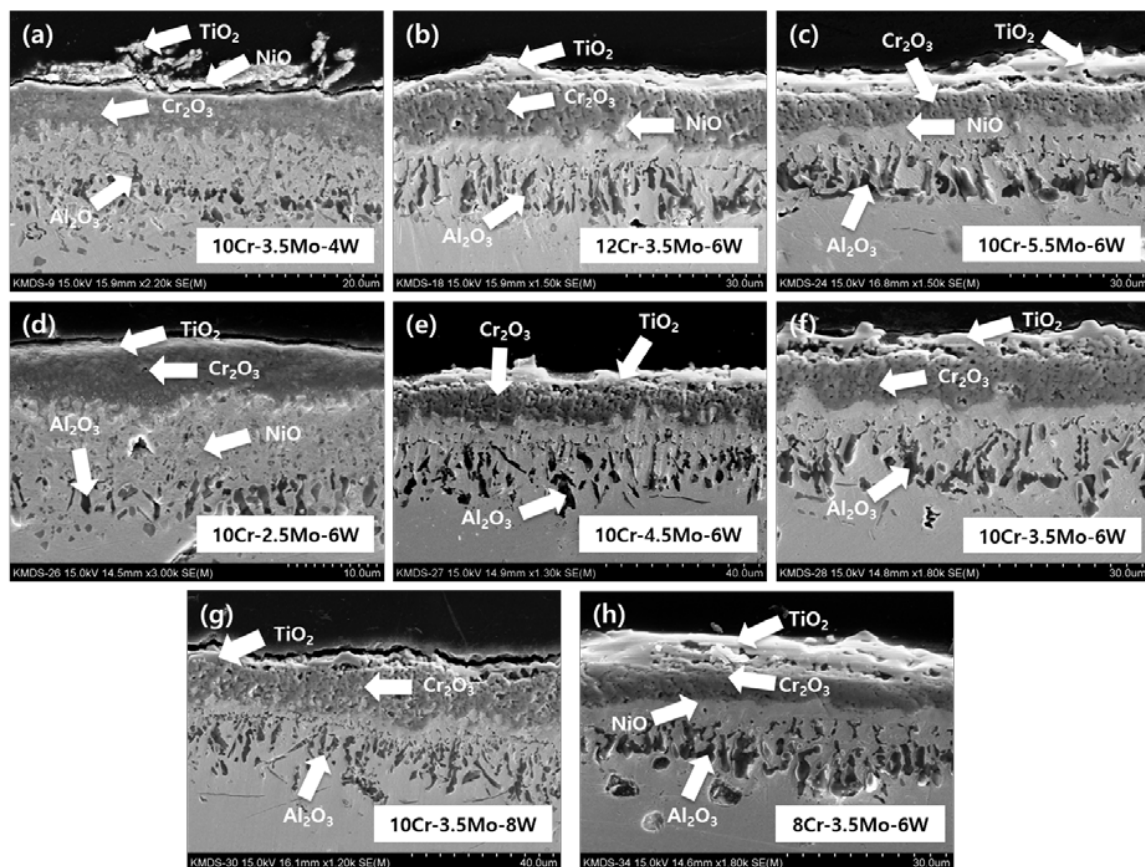 (a)
TiO₂
NiO
Cr₂O₃
Al₂O₃
10Cr-3.5Mo-4W
KMDS-9 15.0kV 15.9mm x2.20k SE(M)
20.0um
(b)
TiO₂
Cr₂O₃
NiO
Al₂O₃
12Cr-3.5Mo-6W
KMDS-18 15.0kV 15.9mm x1.50k SE(M)
30.0um
(c)
Cr₂O₃
TiO₂
NiO
Al₂O₃
10Cr-5.5Mo-6W
KMDS-24 15.0kV 16.8mm x1.50k SE(M)
30.0um
(d)
TiO₂
Cr₂O₃
Al₂O₃
NiO
10Cr-2.5Mo-6W
KMDS-26 15.0kV 14.5mm x3.00k SE(M)
10.0um
(e)
Cr₂O₃
TiO₂
Al₂O₃
10Cr-4.5Mo-6W
KMDS-27 15.0kV 14.9mm x1.30k SE(M)
40.0um
(f)
TiO₂
Cr₂O₃
Al₂O₃
10Cr-3.5Mo-6W
KMDS-28 15.0kV 14.8mm x1.80k SE(M)
30.0um
(g)
TiO₂
Cr₂O₃
Al₂O₃
10Cr-3.5Mo-8W
KMDS-30 15.0kV 16.1mm x1.20k SE(M)
40.0um
(h)
TiO₂
Cr₂O₃
NiO
Al₂O₃
8Cr-3.5Mo-6W
KMDS-34 15.0kV 14.6mm x1.80k SE(M)
30.0um